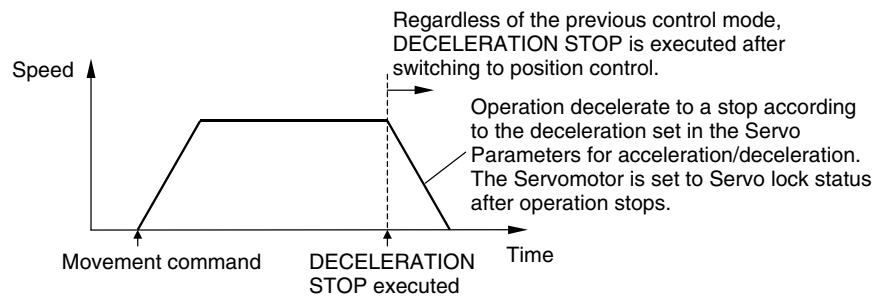 Regardless of the previous control mode,
DECELERATION STOP is executed after
switching to position control.
Speed
Operation decelerate to a stop according
to the deceleration set in the Servo
Parameters for acceleration/deceleration.
The Servomotor is set to Servo lock status
after operation stops.
Time
Movement command
DECELERATION
STOP executed